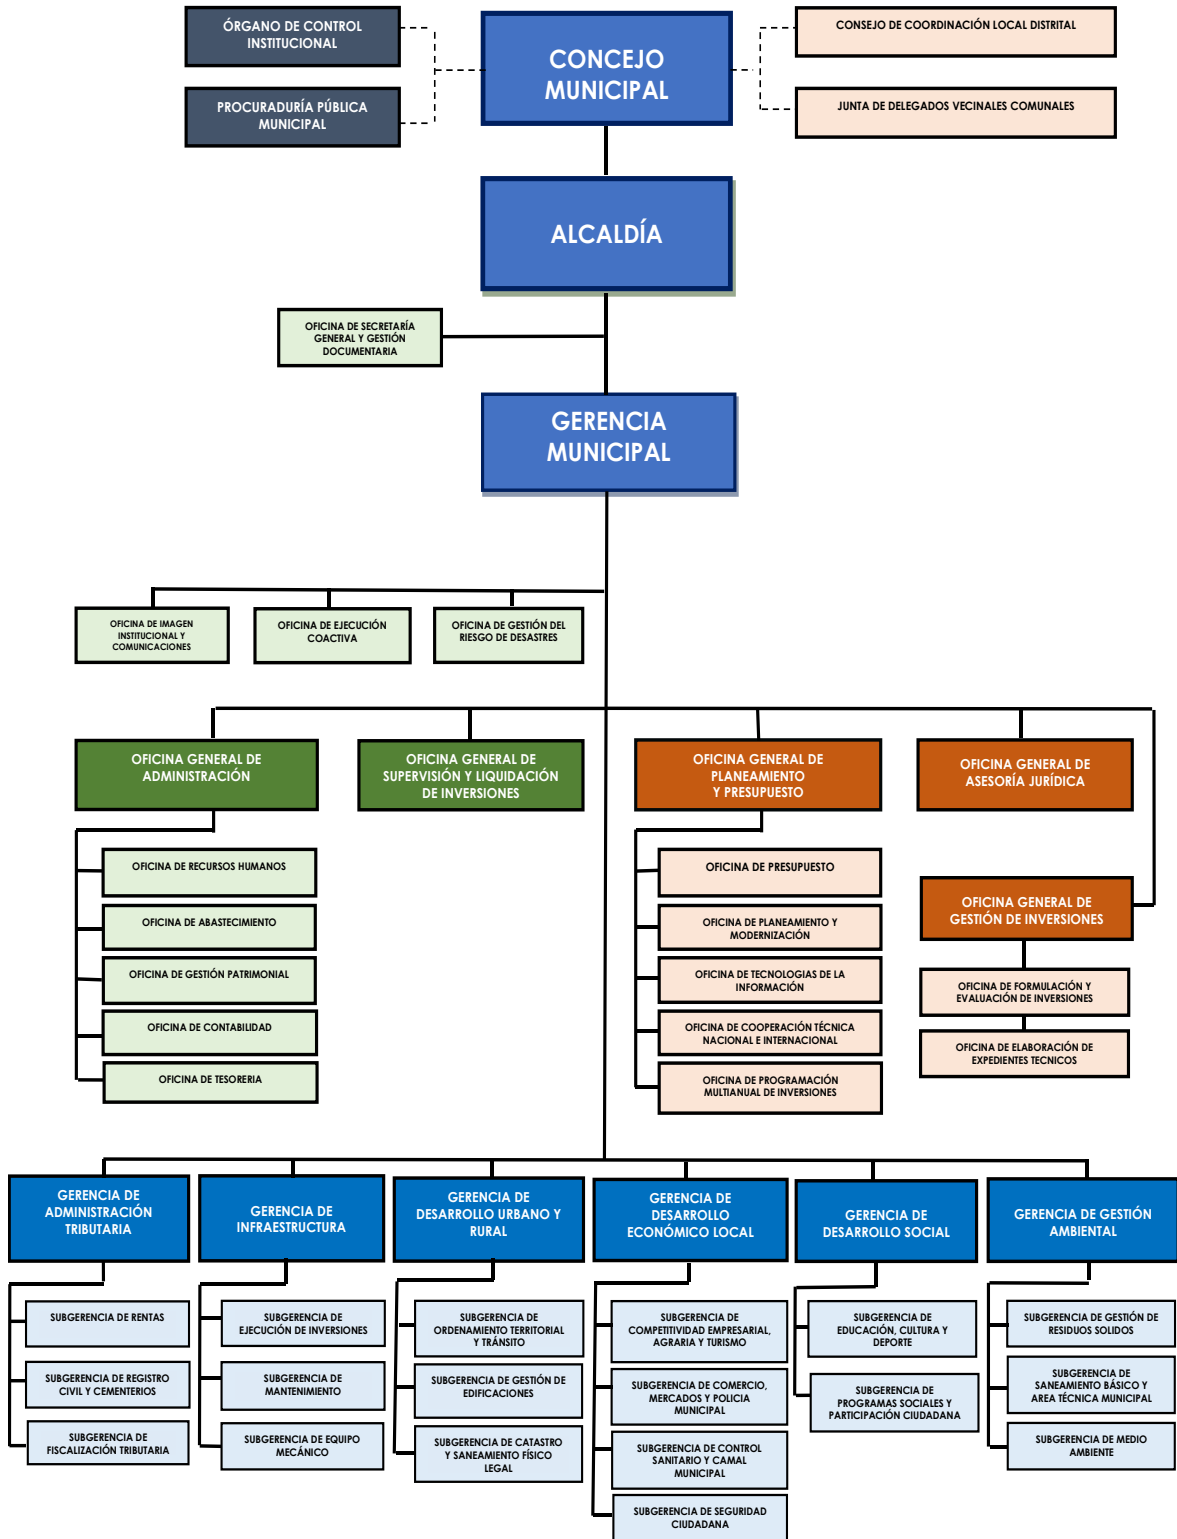 ÓRGANO DE CONTROL
INSTITUCIONAL
PROCURADURÍA PÚBLICA
MUNICIPAL
CONCEJO
MUNICIPAL
CONSEJO DE COORDINACIÓN LOCAL DISTRITAL
JUNTA DE DELEGADOS VECINALES COMUNALES
ALCALDÍA
OFICINA DE SECRETARÍA
GENERAL Y GESTIÓN
DOCUMENTARIA
GERENCIA
MUNICIPAL
OFICINA DE IMAGEN
INSTITUCIONAL Y
COMUNICACIONES
OFICINA DE EJECUCIÓN
COACTIVA
OFICINA DE GESTIÓN DEL
RIESGO DE DESASTRES
OFICINA GENERAL DE
ADMINISTRACIÓN
OFICINA GENERAL DE
SUPERVISIÓN Y LIQUIDACIÓN
DE INVERSIONES
OFICINA GENERAL DE
PLANEAMIENTO
Y PRESUPUESTO
OFICINA GENERAL DE
ASESORÍA JURÍDICA
OFICINA DE RECURSOS HUMANOS
OFICINA DE ABASTECIMIENTO
OFICINA DE GESTIÓN PATRIMONIAL
OFICINA DE CONTABILIDAD
OFICINA DE TESORERIA
OFICINA DE PRESUPUESTO
OFICINA DE PLANEAMIENTO Y
MODERNIZACIÓN
OFICINA DE TECNOLOGIAS DE LA
INFORMACIÓN
OFICINA DE COOPERACIÓN TÉCNICA
NACIONAL E INTERNACIONAL
OFICINA DE PROGRAMACIÓN
MULTIANUAL DE INVERSIONES
OFICINA GENERAL DE
GESTIÓN DE INVERSIONES
OFICINA DE FORMULACIÓN Y
EVALUACIÓN DE INVERSIONES
OFICINA DE ELABORACIÓN DE
EXPEDIENTES TECNICOS
GERENCIA DE
ADMINISTRACIÓN
TRIBUTARIA
GERENCIA DE
INFRAESTRUCTURA
GERENCIA DE
DESARROLLO URBANO Y
RURAL
GERENCIA DE
DESARROLLO
ECONÓMICO LOCAL
GERENCIA DE
DESARROLLO SOCIAL
GERENCIA DE GESTIÓN
AMBIENTAL
SUBGERENCIA DE RENTAS
SUBGERENCIA DE REGISTRO
CIVIL Y CEMENTERIOS
SUBGERENCIA DE
FISCALIZACIÓN TRIBUTARIA
SUBGERENCIA DE
EJECUCIÓN DE INVERSIONES
SUBGERENCIA DE
MANTENIMIENTO
SUBGERENCIA DE EQUIPO
MECÁNICO
SUBGERENCIA DE
ORDENAMIENTO TERRITORIAL
Y TRÁNSITO
SUBGERENCIA DE GESTIÓN DE
EDIFICACIONES
SUBGERENCIA DE CATASTRO
Y SANEAMIENTO FÍSICO
LEGAL
SUBGERENCIA DE
COMPETITIVIDAD EMPRESARIAL,
AGRARIA Y TURISMO
SUBGERENCIA DE COMERCIO,
MERCADOS Y POLICIA
MUNICIPAL
SUBGERENCIA DE CONTROL
SANITARIO Y CAMAL
MUNICIPAL
SUBGERENCIA DE SEGURIDAD
CIUDADANA
SUBGERENCIA DE
EDUCACIÓN, CULTURA Y
DEPORTE
SUBGERENCIA DE
PROGRAMAS SOCIALES Y
PARTICIPACIÓN CIUDADANA
SUBGERENCIA DE GESTIÓN DE
RESIDUOS SOLIDOS
SUBGERENCIA DE
SANEAMIENTO BÁSICO Y
AREA TÉCNICA MUNICIPAL
SUBGERENCIA DE MEDIO
AMBIENTE